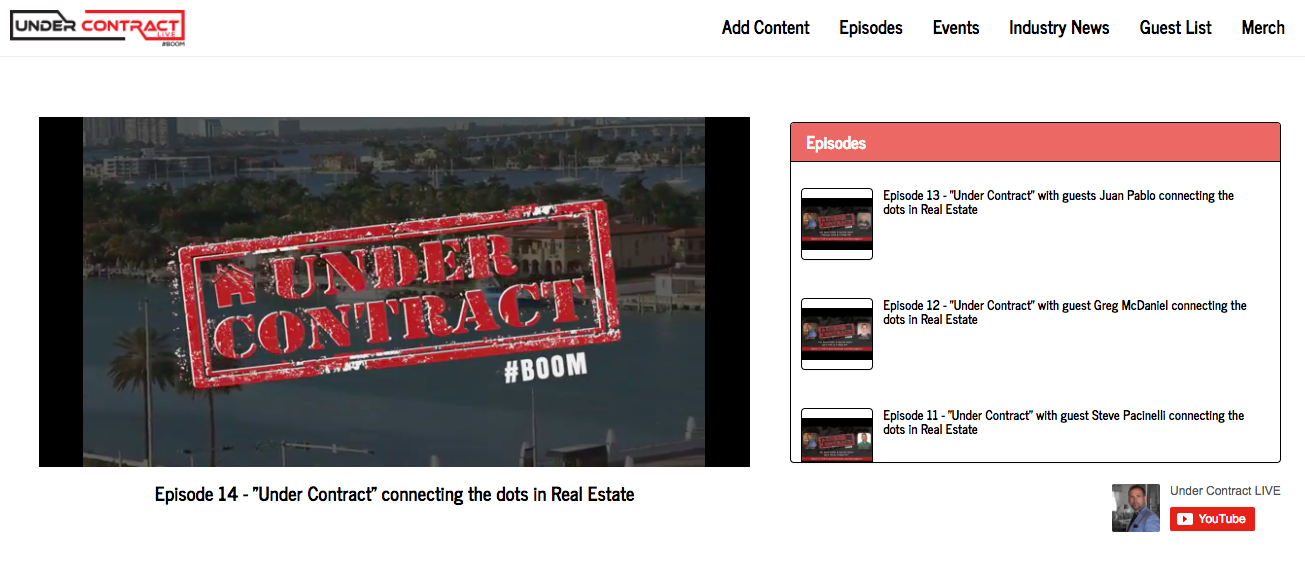 UNDER CONTRACT
LIVE
#BOOM
Add Content
Episodes
Events
Industry News
Guest List
Merch
UNDER
CONTRACT
#BOOM
Episode 14 - "Under Contract" connecting the dots in Real Estate
Episodes
Episode 13 - "Under Contract" with guests Juan Pablo connecting the
dots in Real Estate
Episode 12 - "Under Contract" with guest Greg McDaniel connecting the
dots in Real Estate
Episode 11 - "Under Contract" with guest Steve Pacinelli connecting the
dots in Real Estate
Under Contract LIVE
YouTube